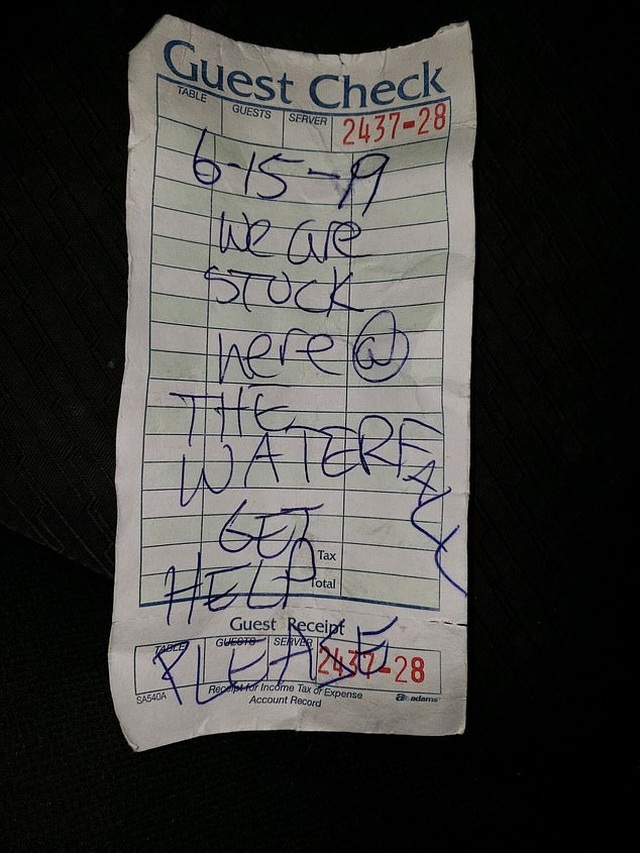 Guest Check
TABLE GUESTS SERVER 2437-28
6-15-19
We are
STUCK
here @
THE
WATERFALL
GET
HELP
Tax
Total
PLEASE
Guest Receipt
TABLE GUESTS SERVER 2437-28
SA540A Receipt for Income Tax or Expense
Account Record
adams